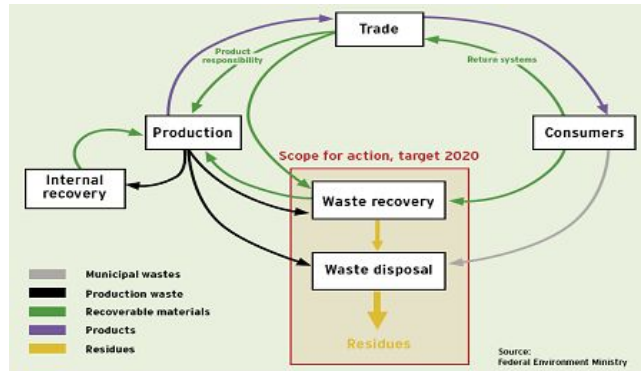 Trade
Product
responsibility
Return systems
Production
Consumers
Scope for action, target 2020
Internal
recovery
Waste recovery
Waste disposal
Municipal wastes
Production waste
Recoverable materials
Products
Residues
Residues
Source:
Federal Environment Ministry